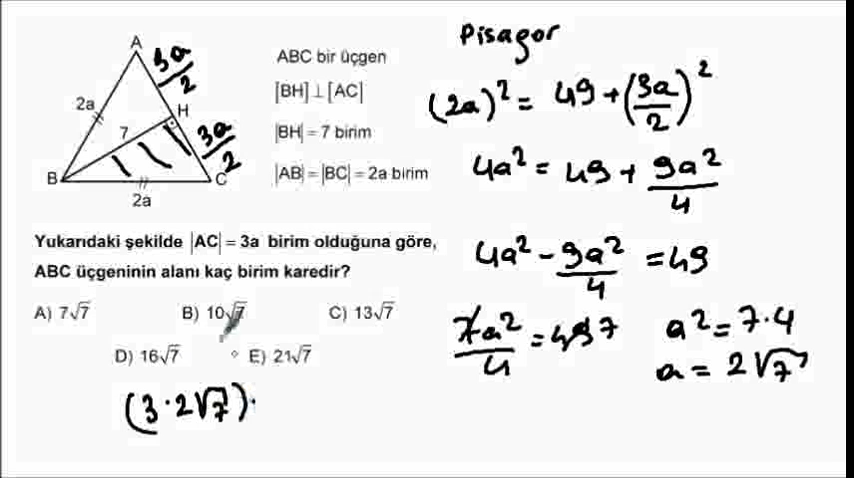 A
3a/2
2a
H
7
3a/2
B
C
2a
ABC bir üçgen
[BH] ⊥ [AC]
|BH| = 7 birim
|AB| = |BC| = 2a birim
Yukarıdaki şekilde |AC| = 3a birim olduğuna göre,
ABC üçgeninin alanı kaç birim karedir?
A) 7√7 B) 10√7 C) 13√7
D) 16√7 E) 21√7
(3·2√7)·
Pisagor
(2a)² = 49 + (3a/2)²
4a² = 49 + 9a²/4
4a² - 9a²/4 = 49
7a²/4 = 49 7
a² = 7·4
a = 2√7